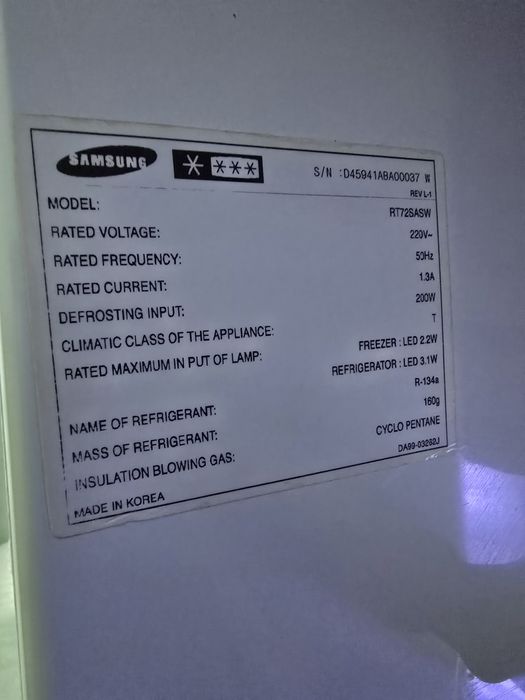 SAMSUNG S/N :D45941ABA00037 W
REV L-1
MODEL: RT72SASW
RATED VOLTAGE: 220V~
RATED FREQUENCY: 50Hz
RATED CURRENT: 1.3A
DEFROSTING INPUT: 200W
CLIMATIC CLASS OF THE APPLIANCE: T
RATED MAXIMUM IN PUT OF LAMP: FREEZER : LED 2.2W
REFRIGERATOR : LED 3.1W
NAME OF REFRIGERANT: R-134a
MASS OF REFRIGERANT: 160g
INSULATION BLOWING GAS: CYCLO PENTANE
MADE IN KOREA DA99-03262J